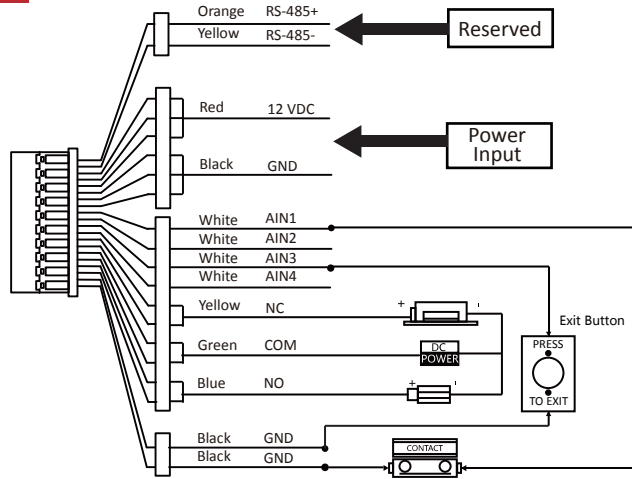 Orange RS-485+
Yellow RS-485-
Reserved
Red 12 VDC
Power
Input
Black GND
White AIN1
White AIN2
White AIN3
White AIN4
Yellow NC
+ -
Exit Button
Green COM
DC
POWER
PRESS
TO EXIT
Blue NO
+ -
Black GND
Black GND
CONTACT